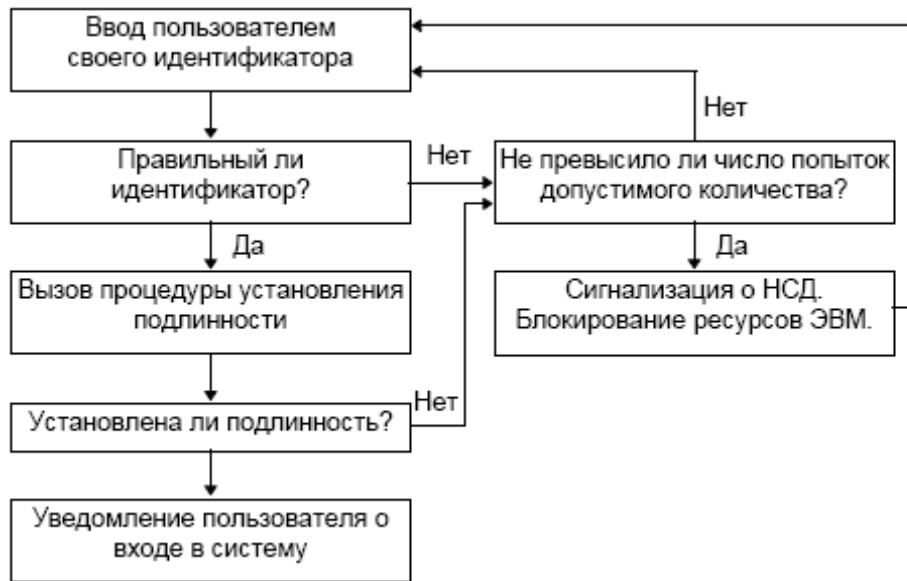 Ввод пользователем
своего идентификатора
Нет
Правильный ли
идентификатор?
Нет
Не превысило ли число попыток
допустимого количества?
Да
Да
Вызов процедуры установления
подлинности
Сигнализация о НСД.
Блокирование ресурсов ЭВМ.
Установлена ли подлинность?
Нет
Уведомление пользователя о
входе в систему